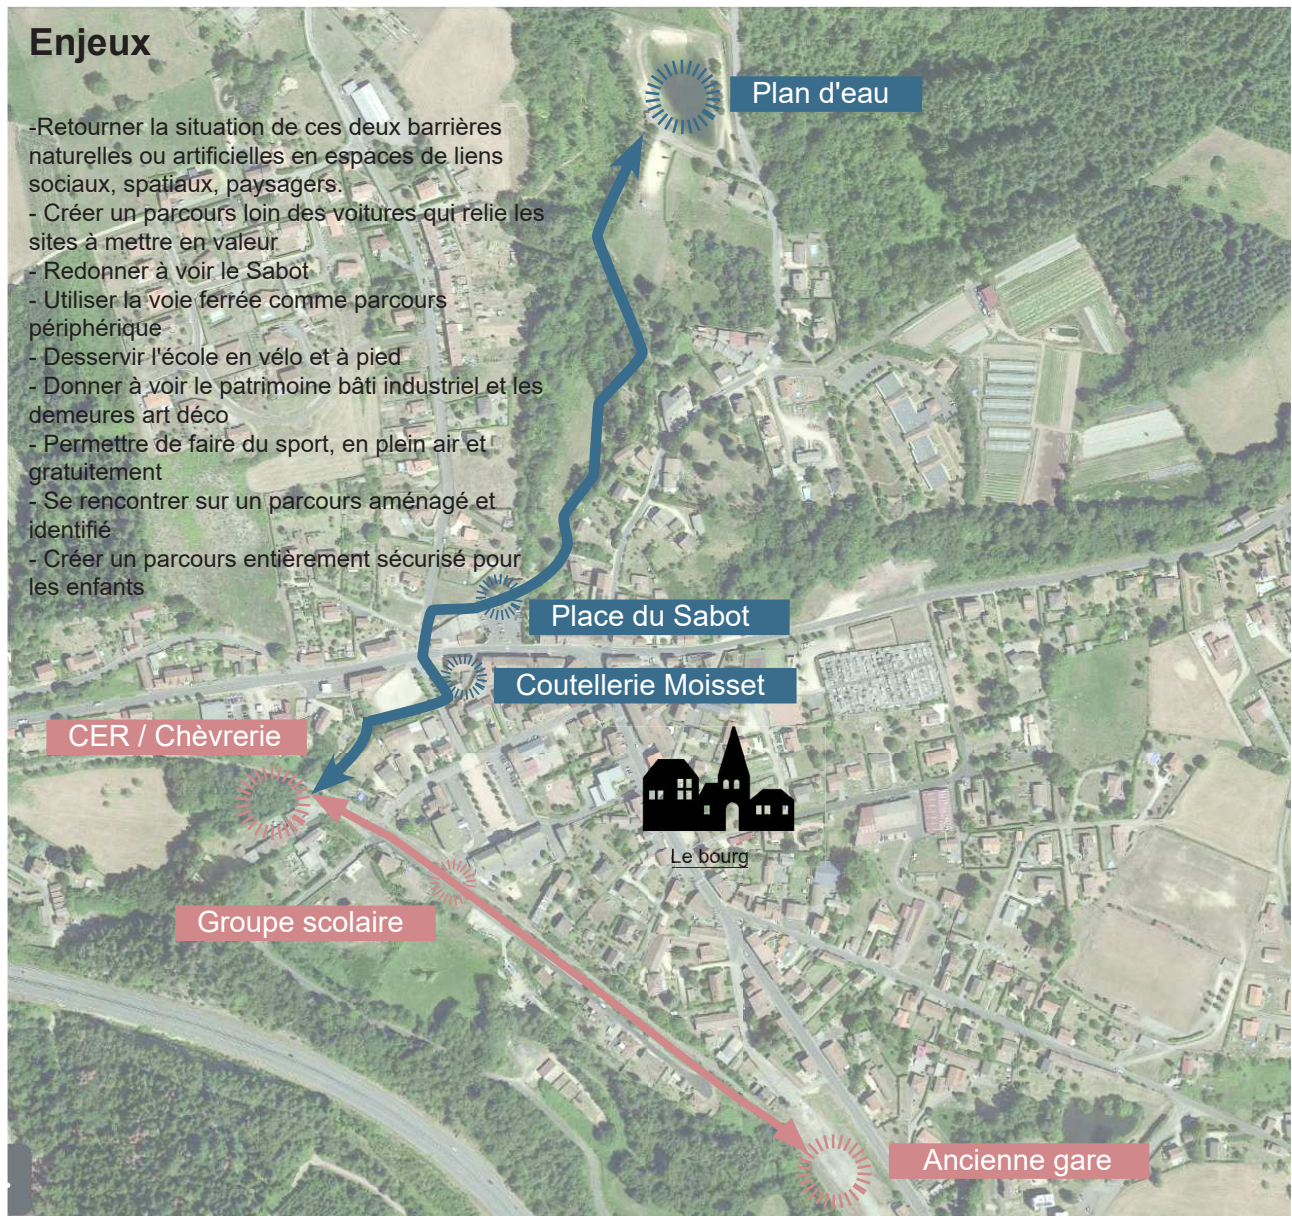 Enjeux
-Retourner la situation de ces deux barrières
naturelles ou artificielles en espaces de liens
sociaux, spatiaux, paysagers.
- Créer un parcours loin des voitures qui relie les
sites à mettre en valeur
- Redonner à voir le Sabot
- Utiliser la voie ferrée comme parcours
périphérique
- Desservir l'école en vélo et à pied
- Donner à voir le patrimoine bâti industriel et les
demeures art déco
- Permettre de faire du sport, en plein air et
gratuitement
- Se rencontrer sur un parcours aménagé et
identifié
- Créer un parcours entièrement sécurisé pour
les enfants
Plan d'eau
Place du Sabot
Coutellerie Moisset
CER / Chèvrerie
Le bourg
Groupe scolaire
Ancienne gare